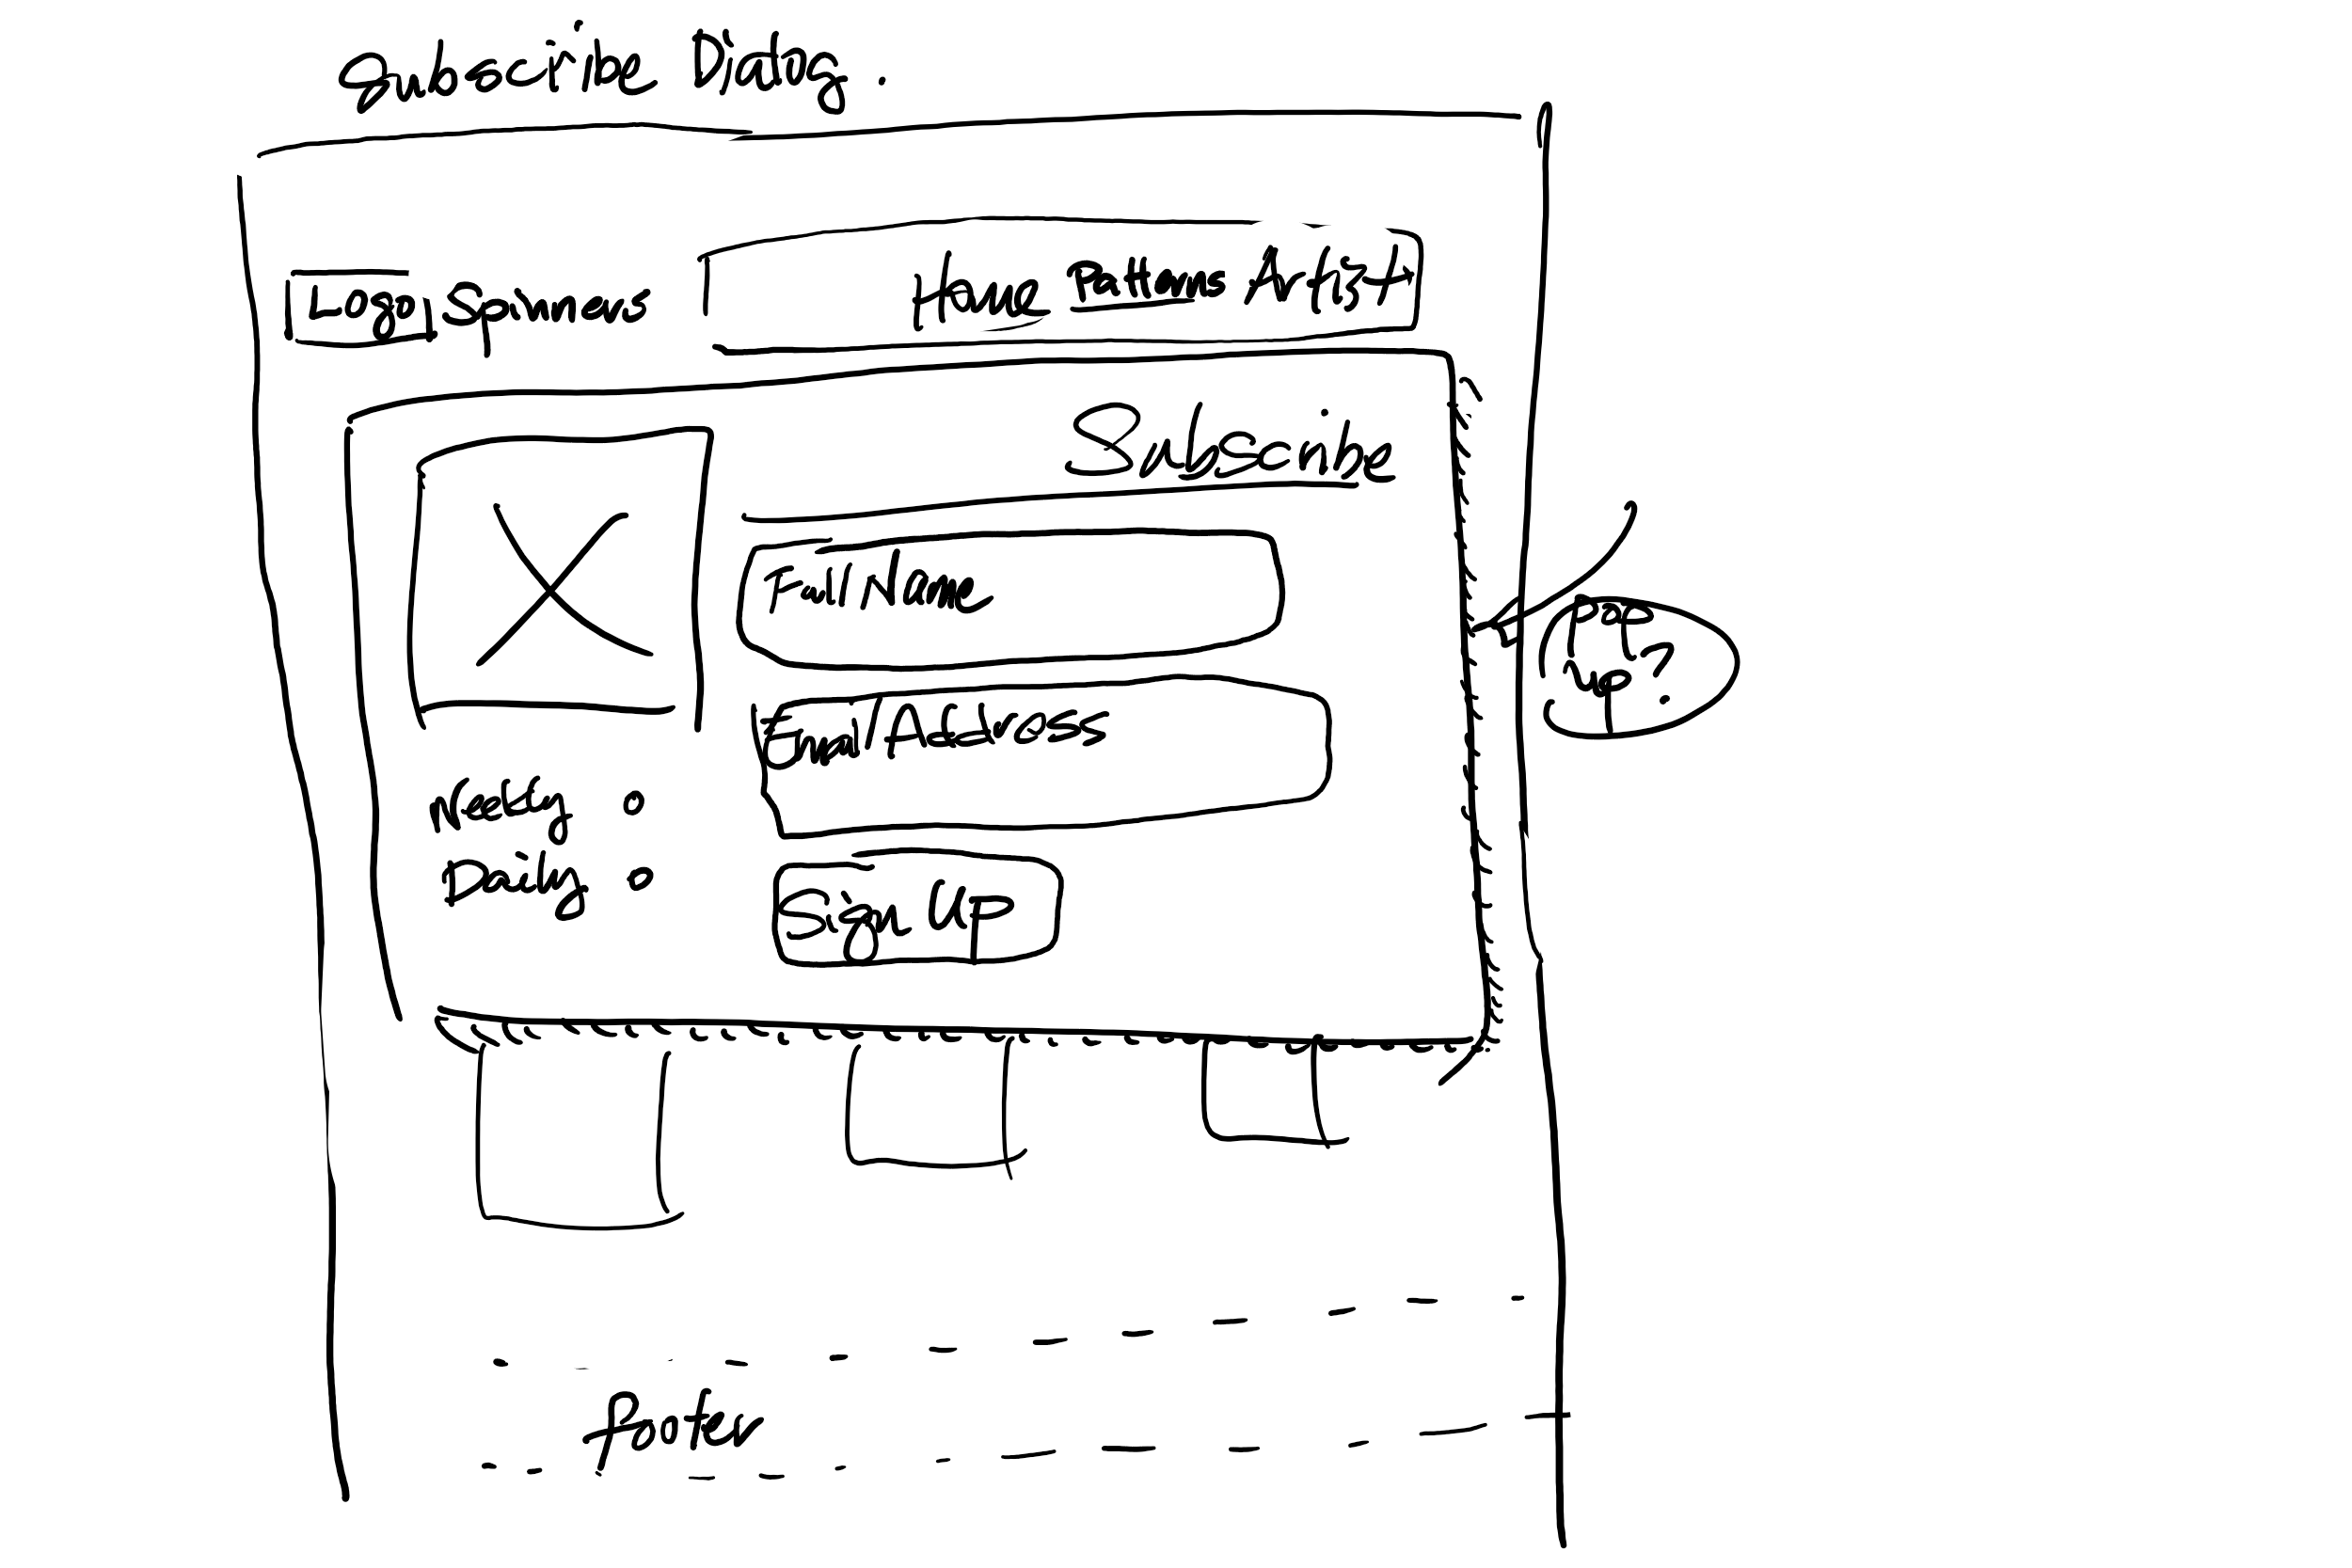 Subscribe Dialog.
Logo Spinners
Home Patterns Artist
Subscribe
Full Name
Email Address
Weekly
Daily
Sign Up
Pop up?
Footer